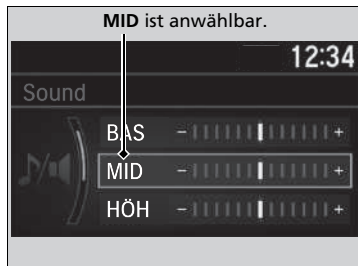 MID ist anwählbar.
12:34
Sound
BAS - +
MID - +
HÖH - +